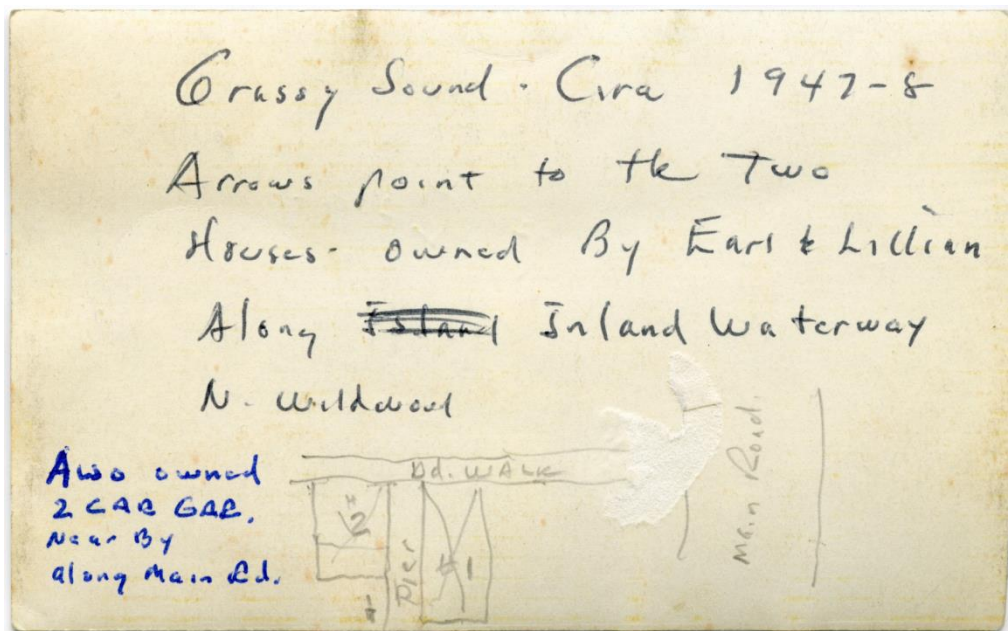 Grassy Sound - Cira 1947-8
Arrows point to the Two
Houses- owned By Earl & Lillian
Along Island Inland Waterway
N. Wildwood
Also owned
2 CAR GAR.
Near By
along Main Rd.
Bd. WALK
#2
Pier
#1
Main Road.